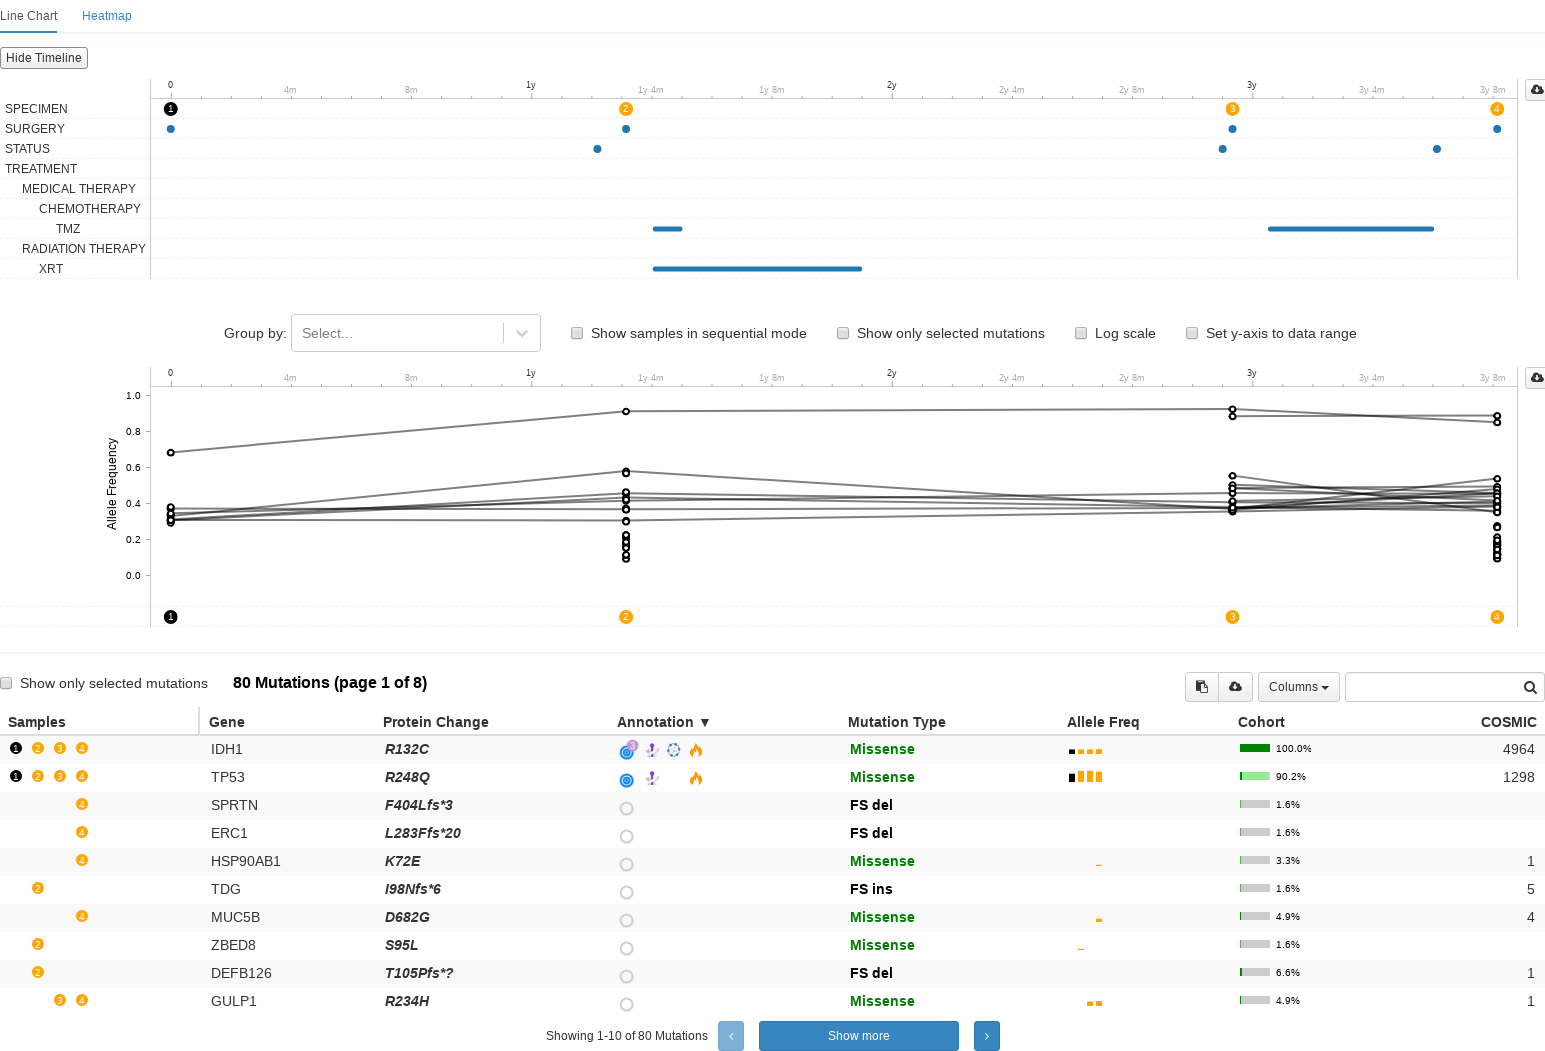 Line Chart Heatmap
Hide Timeline
0 4m 8m 1y 1y 4m 1y 8m 2y 2y 4m 2y 8m 3y 3y 4m 3y 8m
SPECIMEN 1 2 3 4
SURGERY
STATUS
TREATMENT
MEDICAL THERAPY
CHEMOTHERAPY
TMZ
RADIATION THERAPY
XRT
Group by: Select... Show samples in sequential mode Show only selected mutations Log scale Set y-axis to data range
0 4m 8m 1y 1y 4m 1y 8m 2y 2y 4m 2y 8m 3y 3y 4m 3y 8m
1.0
0.8
0.6
Allele Frequency
0.4
0.2
0.0
1 2 3 4
Show only selected mutations 80 Mutations (page 1 of 8) Columns
Samples Gene Protein Change Annotation ▼ Mutation Type Allele Freq Cohort COSMIC
1 2 3 4 IDH1 R132C 3 Missense 100.0% 4964
1 2 3 4 TP53 R248Q Missense 90.2% 1298
4 SPRTN F404Lfs*3 FS del 1.6%
4 ERC1 L283Ffs*20 FS del 1.6%
4 HSP90AB1 K72E Missense 3.3% 1
2 TDG I98Nfs*6 FS ins 1.6% 5
4 MUC5B D682G Missense 4.9% 4
2 ZBED8 S95L Missense 1.6%
2 DEFB126 T105Pfs*? FS del 6.6% 1
3 4 GULP1 R234H Missense 4.9% 1
Showing 1-10 of 80 Mutations ‹ Show more ›